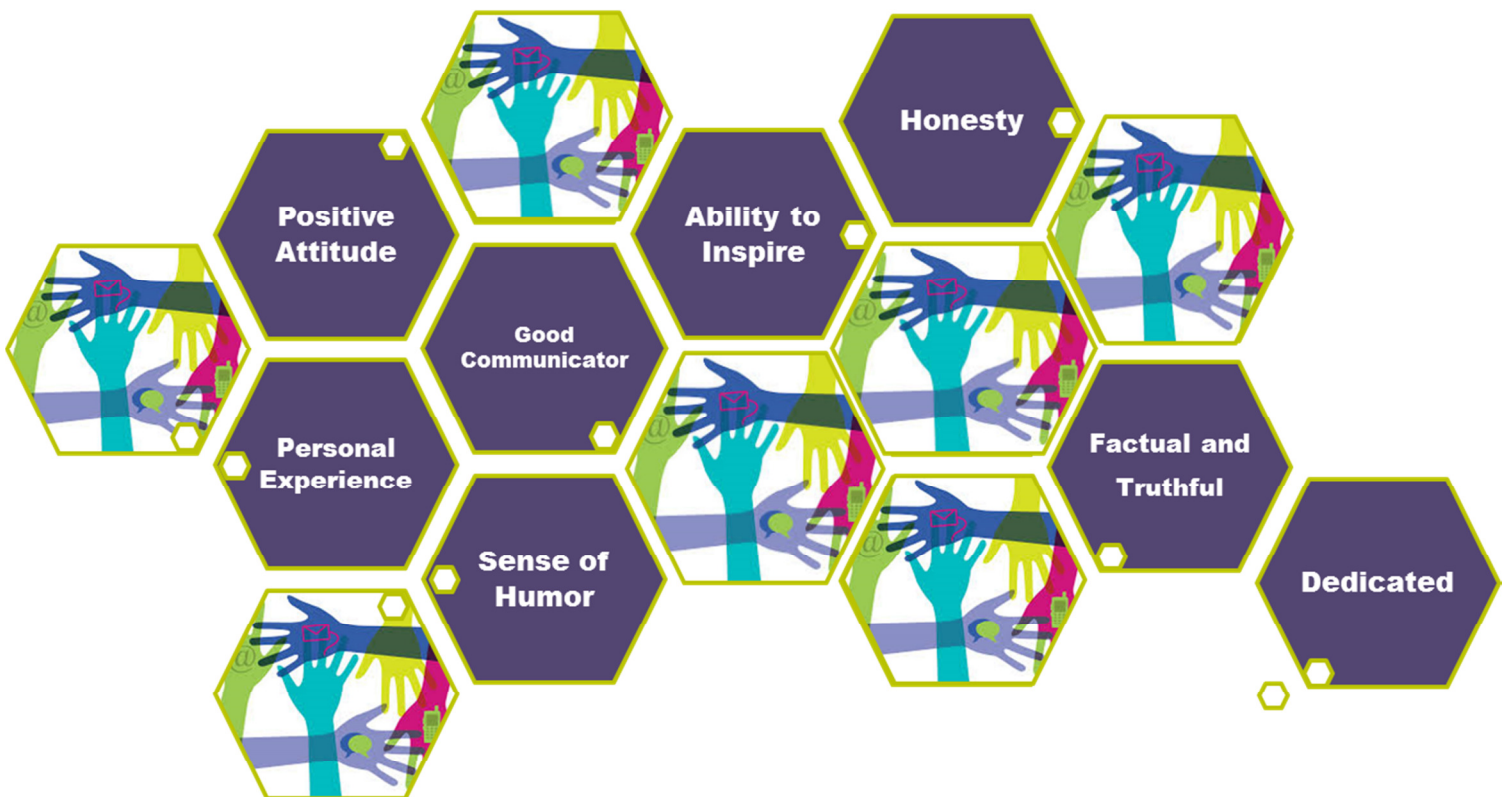 Honesty
Positive
Attitude
Ability to
Inspire
Good
Communicator
Personal
Experience
Factual and
Truthful
Sense of
Humor
Dedicated
@
@
@
@
@
@
@